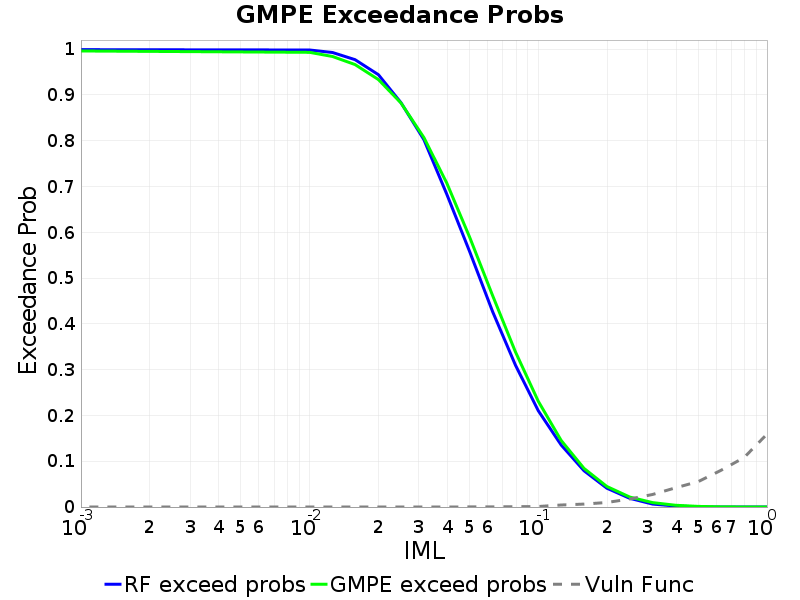 GMPE Exceedance Probs
Exceedance Prob
1
0.9
0.8
0.7
0.6
0.5
0.4
0.3
0.2
0.1
0
10-3 2 3 4 5 6 10-2 2 3 4 5 6 10-1 2 3 4 5 6 7 100
IML
RF exceed probs GMPE exceed probs Vuln Func